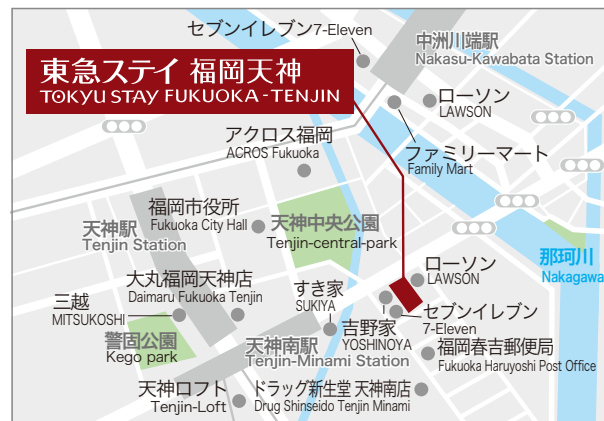 セブンイレブン7-Eleven
中洲川端駅
Nakasu-Kawabata Station
東急ステイ 福岡天神
TOKYU STAY FUKUOKA-TENJIN
ローソン
LAWSON
アクロス福岡
ACROS Fukuoka
ファミリーマート
Family Mart
福岡市役所
Fukuoka City Hall
天神中央公園
Tenjin-central-park
天神駅
Tenjin Station
那珂川
Nakagawa
ローソン
LAWSON
大丸福岡天神店
Daimaru Fukuoka Tenjin
すき家
SUKIYA
三越
MITSUKOSHI
セブンイレブン
7-Eleven
吉野家
YOSHINOYA
警固公園
Kego park
天神南駅
Tenjin-Minami Station
福岡春吉郵便局
Fukuoka Haruyoshi Post Office
天神ロフト
Tenjin-Loft
ドラッグ新生堂 天神南店
Drug Shinseido Tenjin Minami